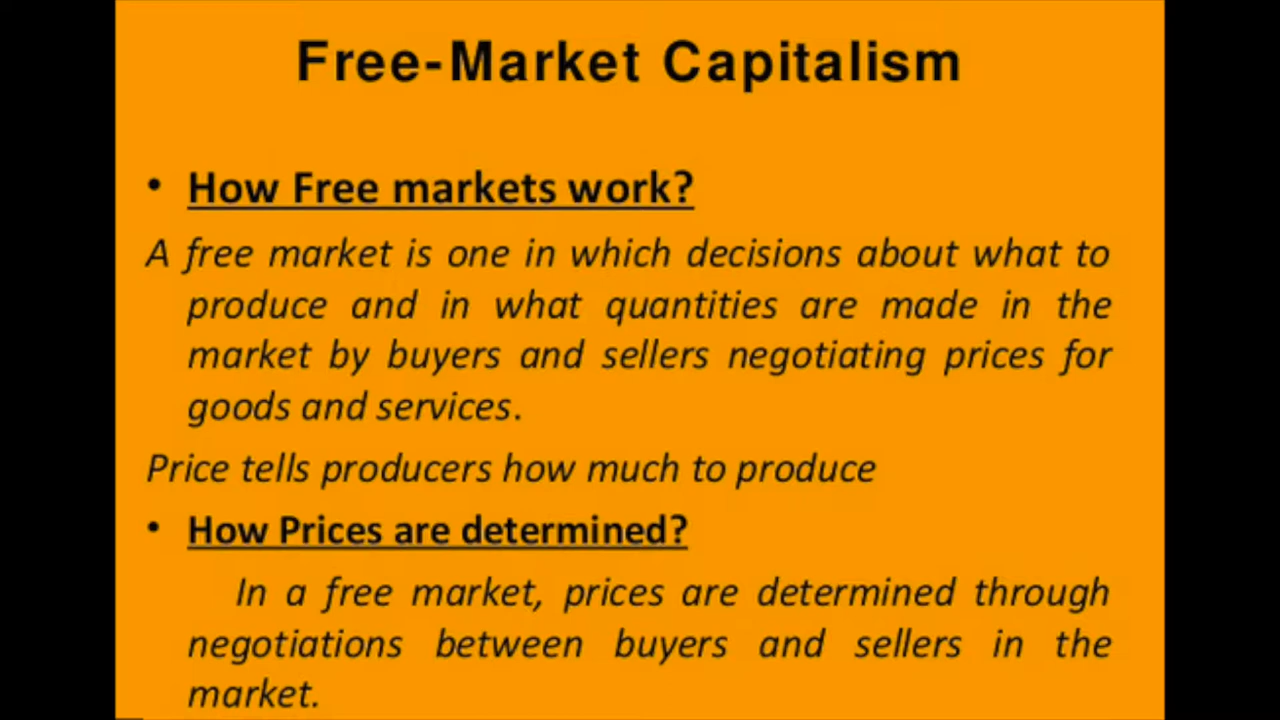 Free-Market Capitalism
• How Free markets work?
A free market is one in which decisions about what to
produce and in what quantities are made in the
market by buyers and sellers negotiating prices for
goods and services.
Price tells producers how much to produce
• How Prices are determined?
In a free market, prices are determined through
negotiations between buyers and sellers in the
market.